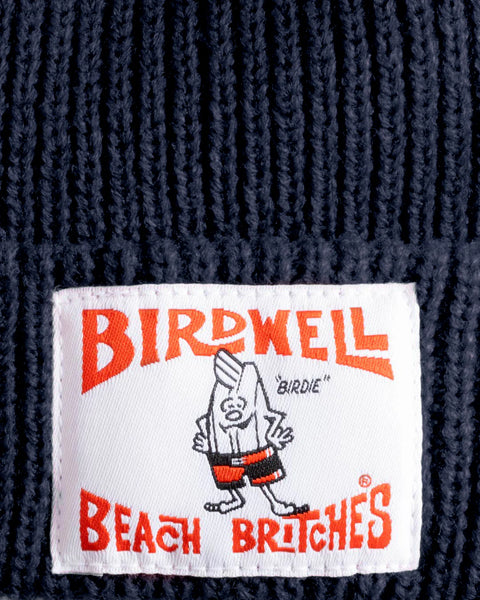 BIRDWELL
"BIRDIE"
®
BEACH BRITCHES